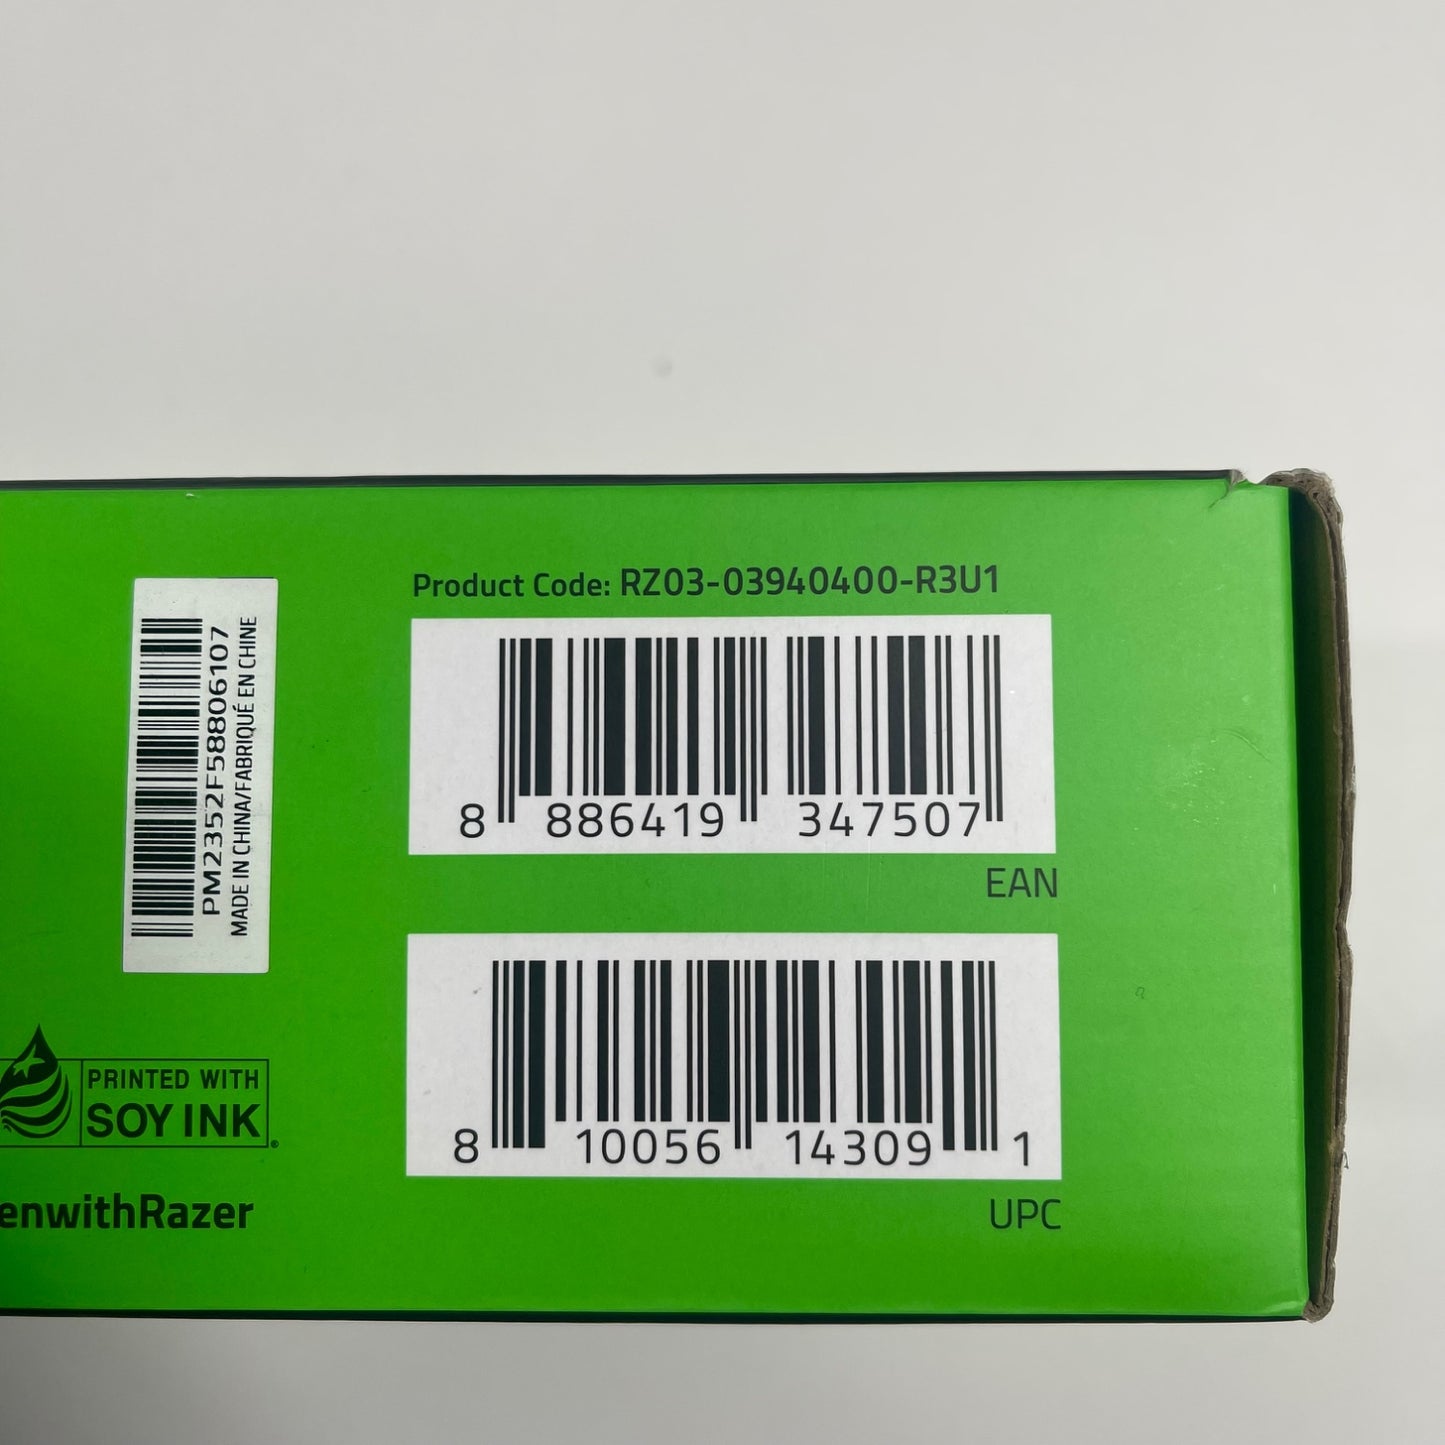 Product Code: RZ03-03940400-R3U1
8 886419 347507
EAN
8 10056 14309 1
UPC
PM2352F58806107
MADE IN CHINA/FABRIQUÉ EN CHINE
PRINTED WITH
SOY INK
enwithRazer